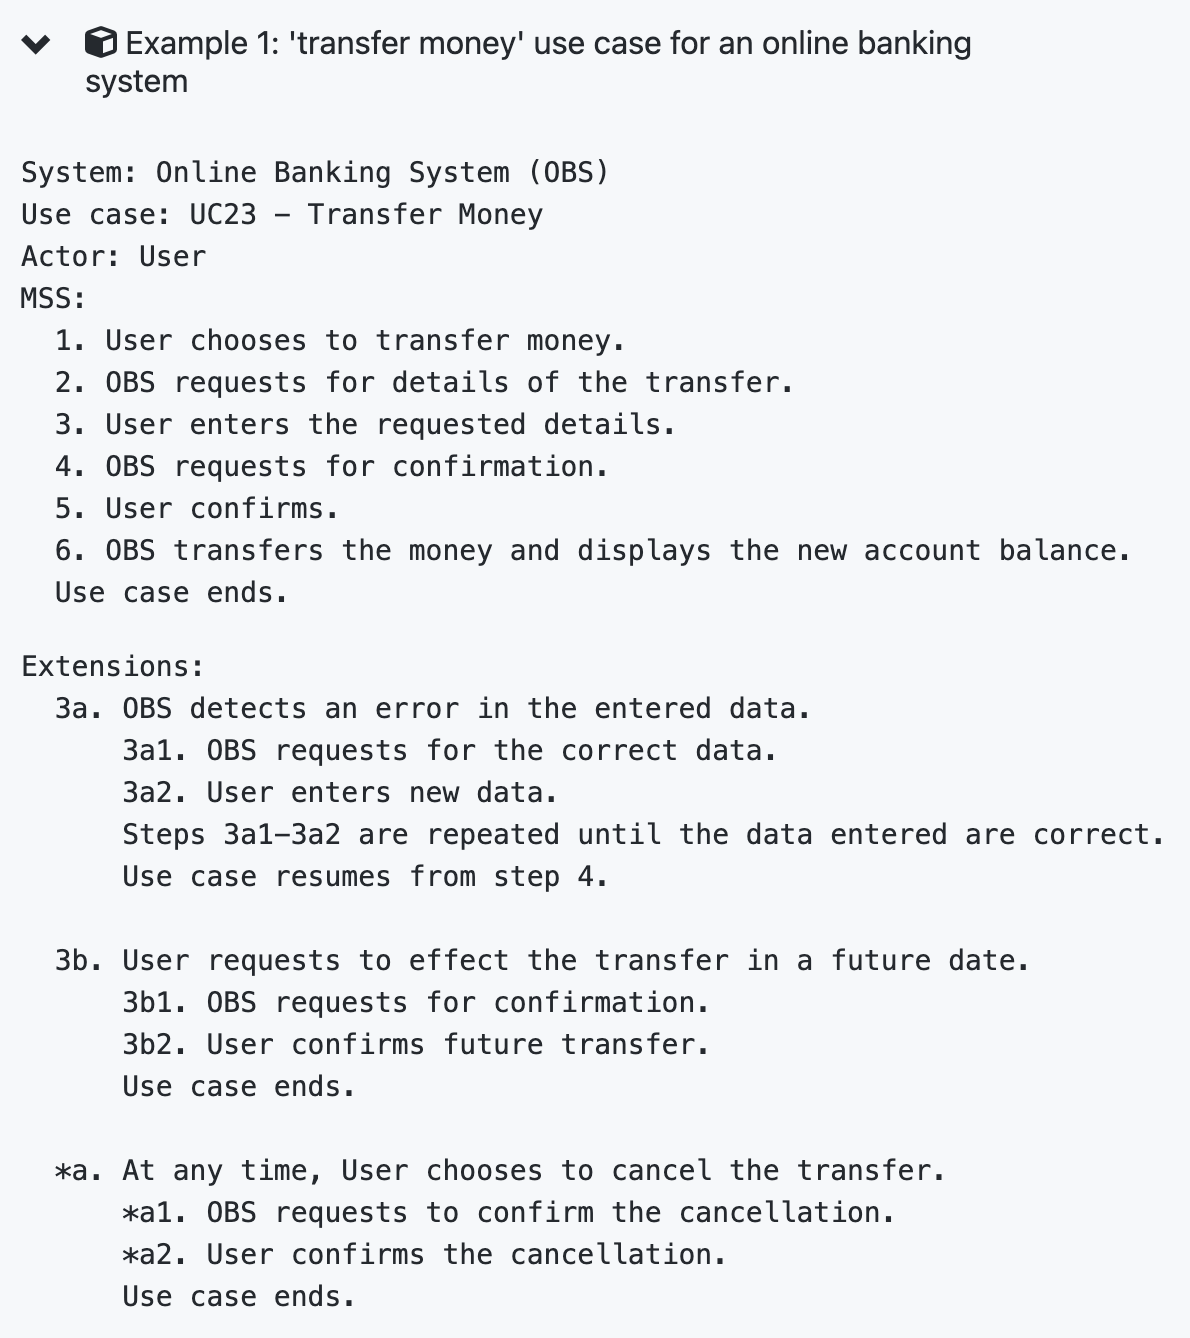 Example 1: 'transfer money' use case for an online banking
system
System: Online Banking System (OBS)
Use case: UC23 – Transfer Money
Actor: User
MSS:
1. User chooses to transfer money.
2. OBS requests for details of the transfer.
3. User enters the requested details.
4. OBS requests for confirmation.
5. User confirms.
6. OBS transfers the money and displays the new account balance.
Use case ends.
Extensions:
3a. OBS detects an error in the entered data.
3a1. OBS requests for the correct data.
3a2. User enters new data.
Steps 3a1–3a2 are repeated until the data entered are correct.
Use case resumes from step 4.
3b. User requests to effect the transfer in a future date.
3b1. OBS requests for confirmation.
3b2. User confirms future transfer.
Use case ends.
*a. At any time, User chooses to cancel the transfer.
*a1. OBS requests to confirm the cancellation.
*a2. User confirms the cancellation.
Use case ends.